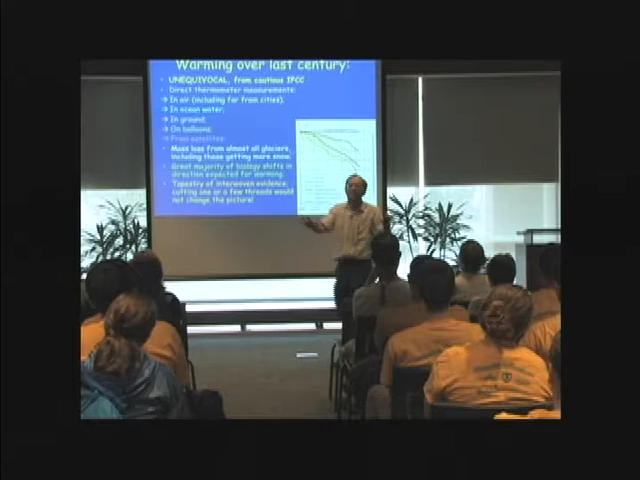 Warming over last century:
• UNEQUIVOCAL, from cautious IPCC
• Direct thermometer measurements:
→ In air (including far from cities),
→ In ocean water,
→ In ground;
→ On balloons;
→ From satellites;
• Mass loss from almost all glaciers,
including those getting more snow;
• Great majority of biology shifts in
direction expected for warming;
• Tapestry of interwoven evidence;
cutting one or a few threads would
not change the picture!